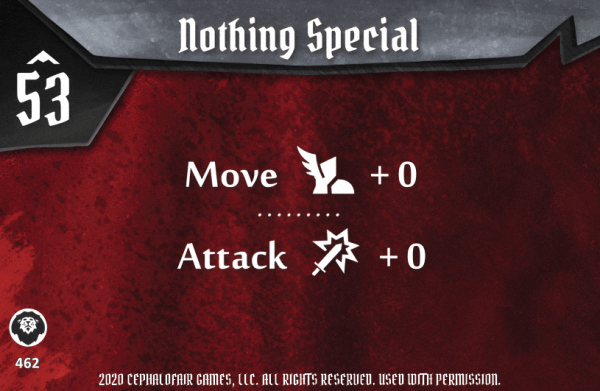 Nothing Special
53
Move + 0
Attack + 0
462
2020 CEPHALOFAIR GAMES, LLC. ALL RIGHTS RESERVED. USED WITH PERMISSION.